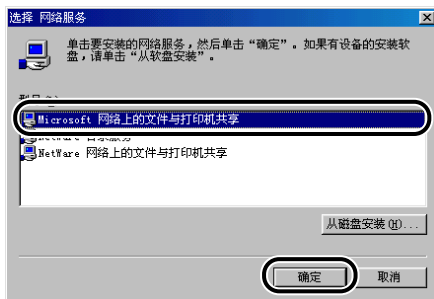 选择 网络服务
单击要安装的网络服务，然后单击“确定”。如果有设备的安装软
盘，请单击“从软盘安装”。
Microsoft 网络上的文件与打印机共享
NetWare 网络上的文件与打印机共享
从磁盘安装(H)...
确定
取消